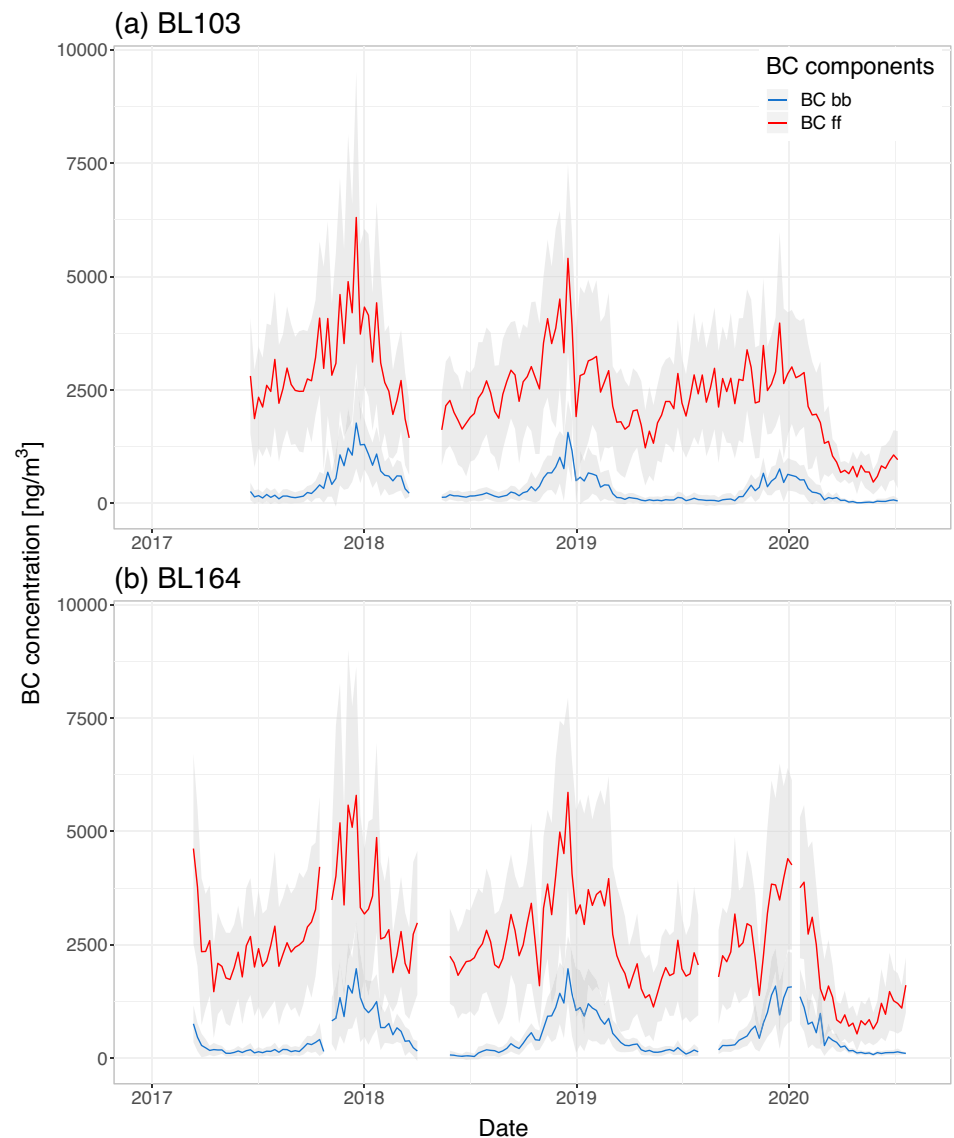 (a) BL103
BC components
BC bb
BC ff
10000
7500
5000
2500
0
2017 2018 2019 2020
(b) BL164
10000
7500
5000
2500
0
2017 2018 2019 2020
BC concentration [ng/m³]
Date